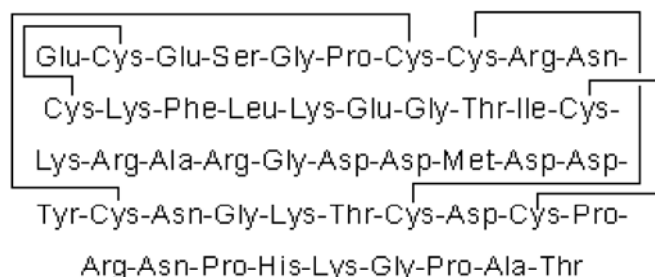 Glu-Cys-Glu-Ser-Gly-Pro-Cys-Cys-Arg-Asn-
Cys-Lys-Phe-Leu-Lys-Glu-Gly-Thr-Ile-Cys-
Lys-Arg-Ala-Arg-Gly-Asp-Asp-Met-Asp-Asp-
Tyr-Cys-Asn-Gly-Lys-Thr-Cys-Asp-Cys-Pro-
Arg-Asn-Pro-His-Lys-Gly-Pro-Ala-Thr